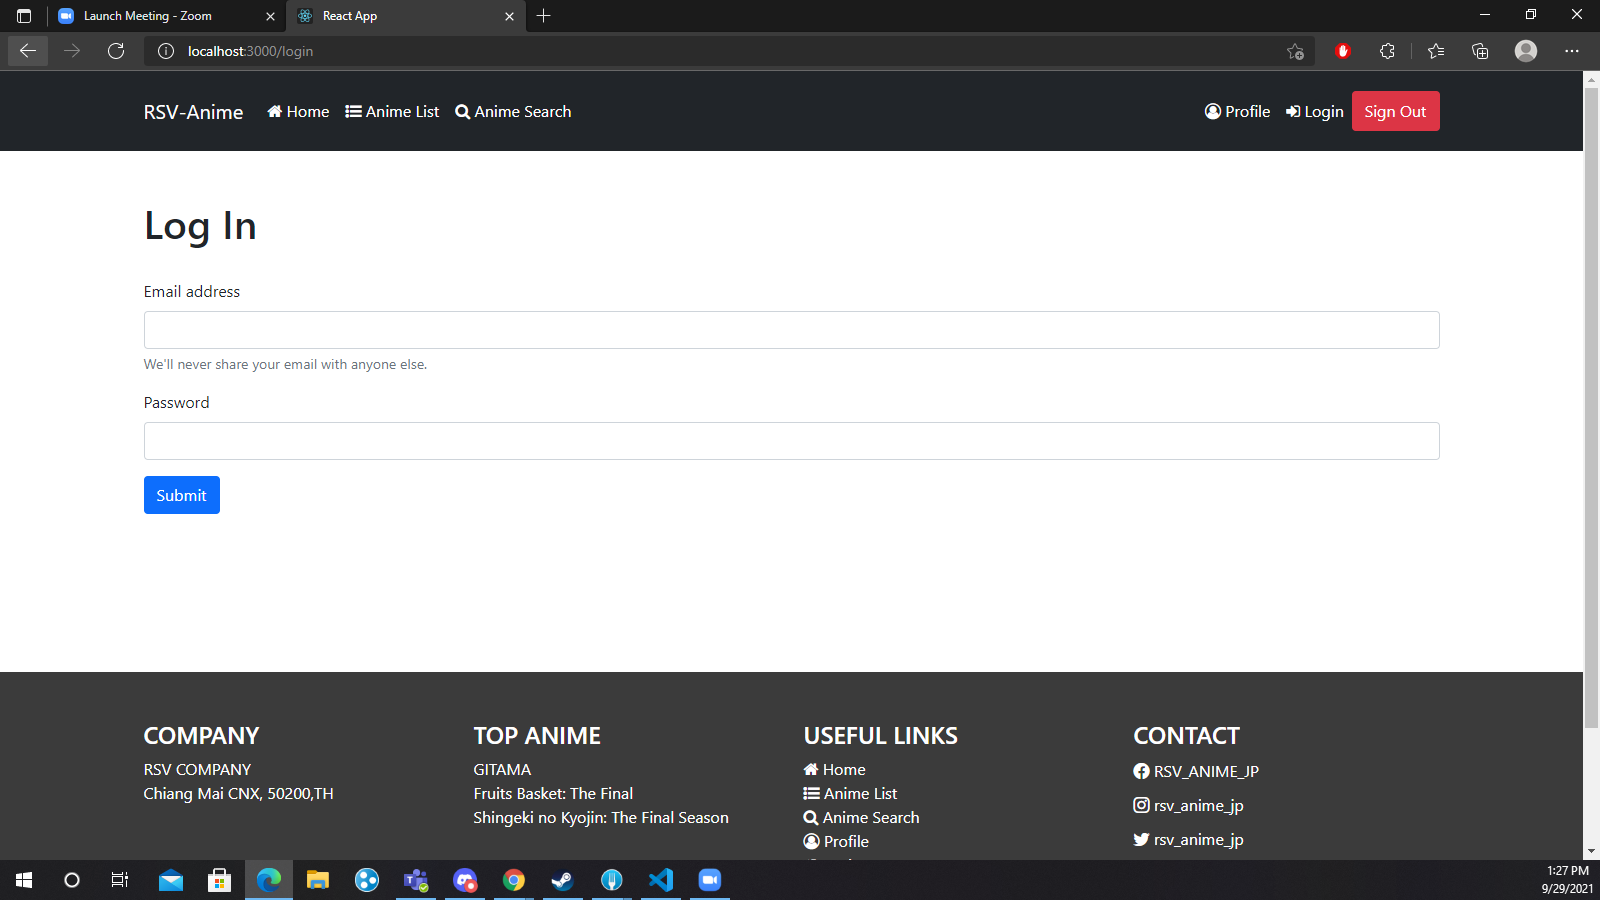 Launch Meeting - Zoom
React App
localhost:3000/login
RSV-Anime Home Anime List Anime Search Profile Login Sign Out
Log In
Email address
We'll never share your email with anyone else.
Password
Submit
COMPANY
RSV COMPANY
Chiang Mai CNX, 50200,TH
TOP ANIME
GITAMA
Fruits Basket: The Final
Shingeki no Kyojin: The Final Season
USEFUL LINKS
Home
Anime List
Anime Search
Profile
CONTACT
RSV_ANIME_JP
rsv_anime_jp
rsv_anime_jp
1:27 PM
9/29/2021